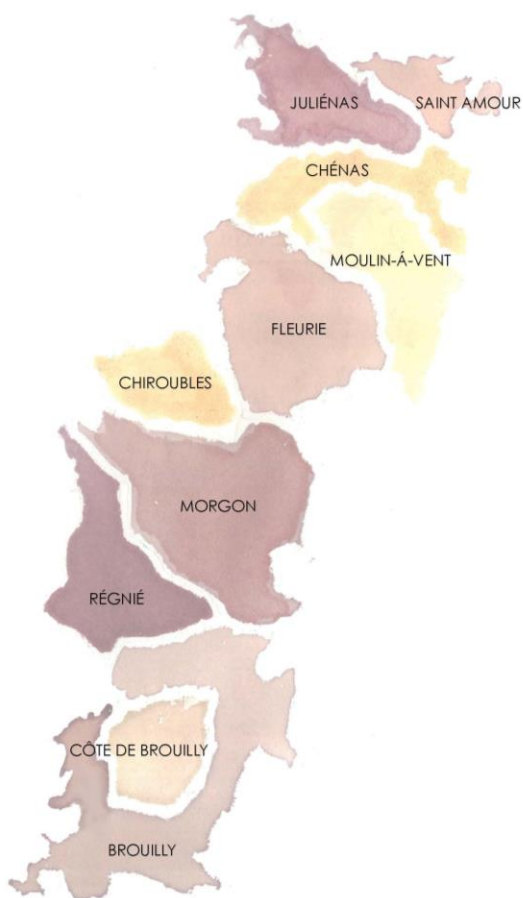 JULIÉNAS
SAINT AMOUR
CHÉNAS
MOULIN-Á-VENT
FLEURIE
CHIROUBLES
MORGON
RÉGNIÉ
CÔTE DE BROUILLY
BROUILLY